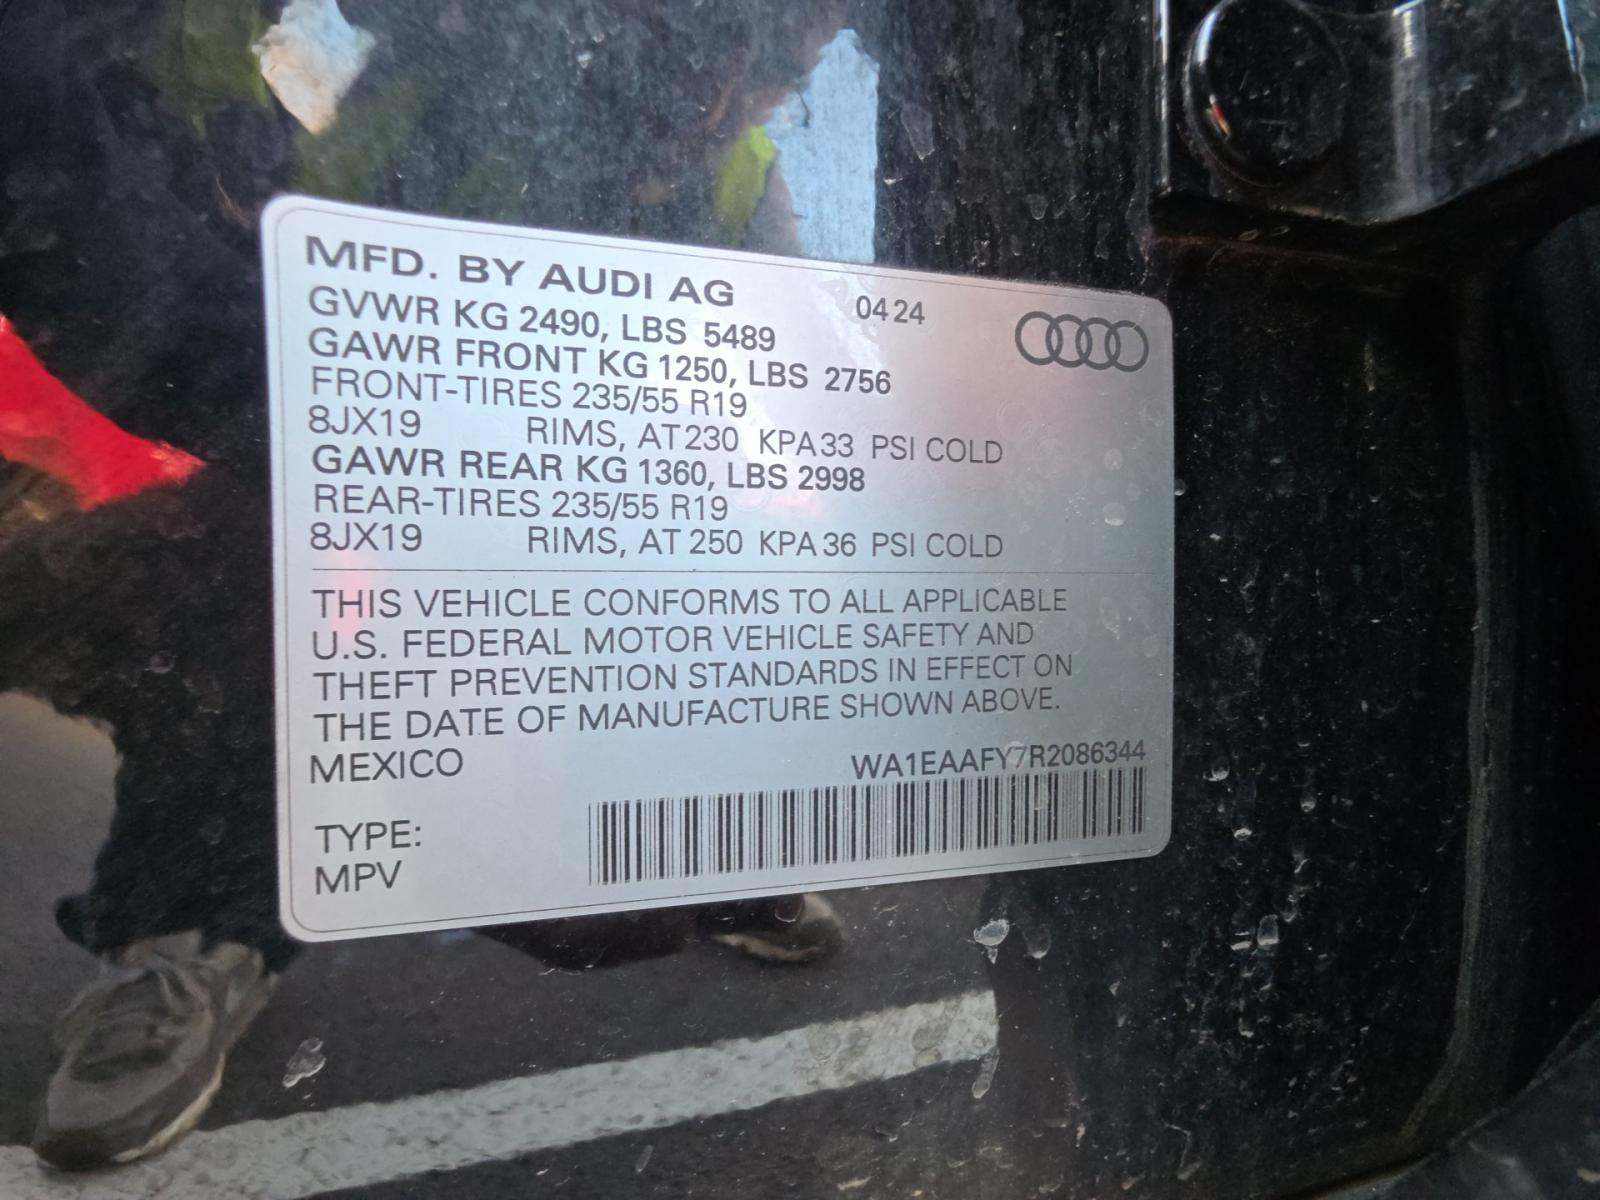 MFD. BY AUDI AG 04 24
GVWR KG 2490, LBS 5489
GAWR FRONT KG 1250, LBS 2756
FRONT-TIRES 235/55 R19
8JX19 RIMS, AT 230 KPA 33 PSI COLD
GAWR REAR KG 1360, LBS 2998
REAR-TIRES 235/55 R19
8JX19 RIMS, AT 250 KPA 36 PSI COLD
THIS VEHICLE CONFORMS TO ALL APPLICABLE
U.S. FEDERAL MOTOR VEHICLE SAFETY AND
THEFT PREVENTION STANDARDS IN EFFECT ON
THE DATE OF MANUFACTURE SHOWN ABOVE.
MEXICO WA1EAAFY7R2086344
TYPE:
MPV